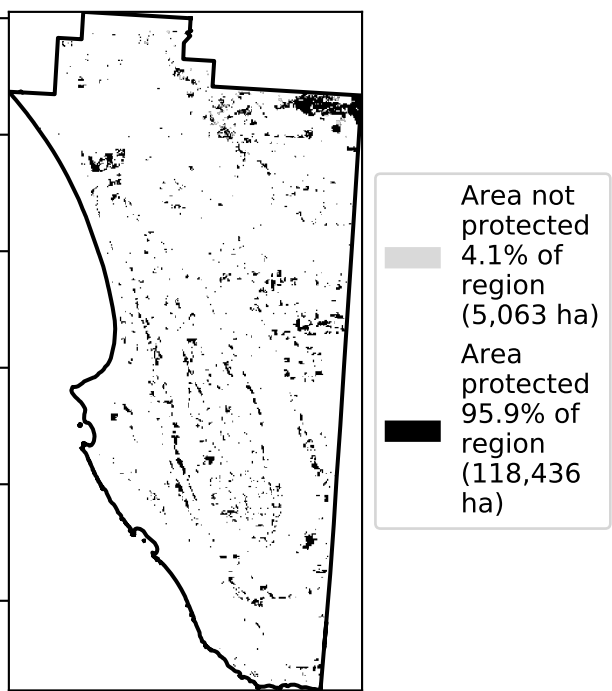 Area not
protected
4.1% of
region
(5,063 ha)
Area
protected
95.9% of
region
(118,436
ha)